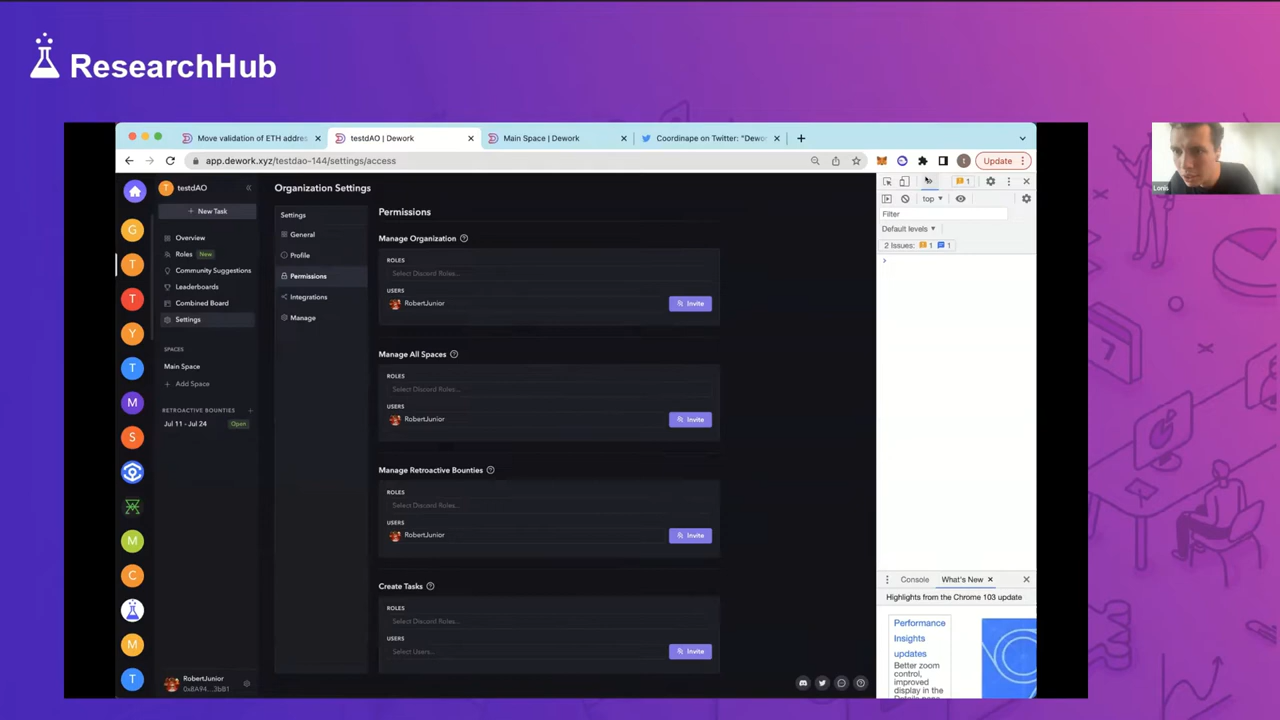 ResearchHub
Move validation of ETH addre
testdAO | Dework
Main Space | Dework
Coordinape on Twitter: "Dewo
app.dework.xyz/testdao-144/settings/access
Update
Lonis
testdAO
New Task
Overview
Roles New
Community Suggestions
Leaderboards
Combined Board
Settings
SPACES
Main Space
Add Space
RETROACTIVE BOUNTIES
Jul 11 - Jul 24 Open
RobertJunior
0x8A94...3b81
G
T
T
Y
T
M
S
M
C
M
T
Organization Settings
Settings
General
Profile
Permissions
Integrations
Manage
Permissions
Manage Organization
ROLES
Select Discord Roles...
USERS
RobertJunior
Invite
Manage All Spaces
ROLES
Select Discord Roles...
USERS
RobertJunior
Invite
Manage Retroactive Bounties
ROLES
Select Discord Roles...
USERS
RobertJunior
Invite
Create Tasks
ROLES
Select Discord Roles...
USERS
Select Users...
Invite
1
top
Filter
Default levels
2 Issues: 1 1
Console What's New
Highlights from the Chrome 103 update
Performance
Insights
updates
Better zoom
control,
improved
display in the